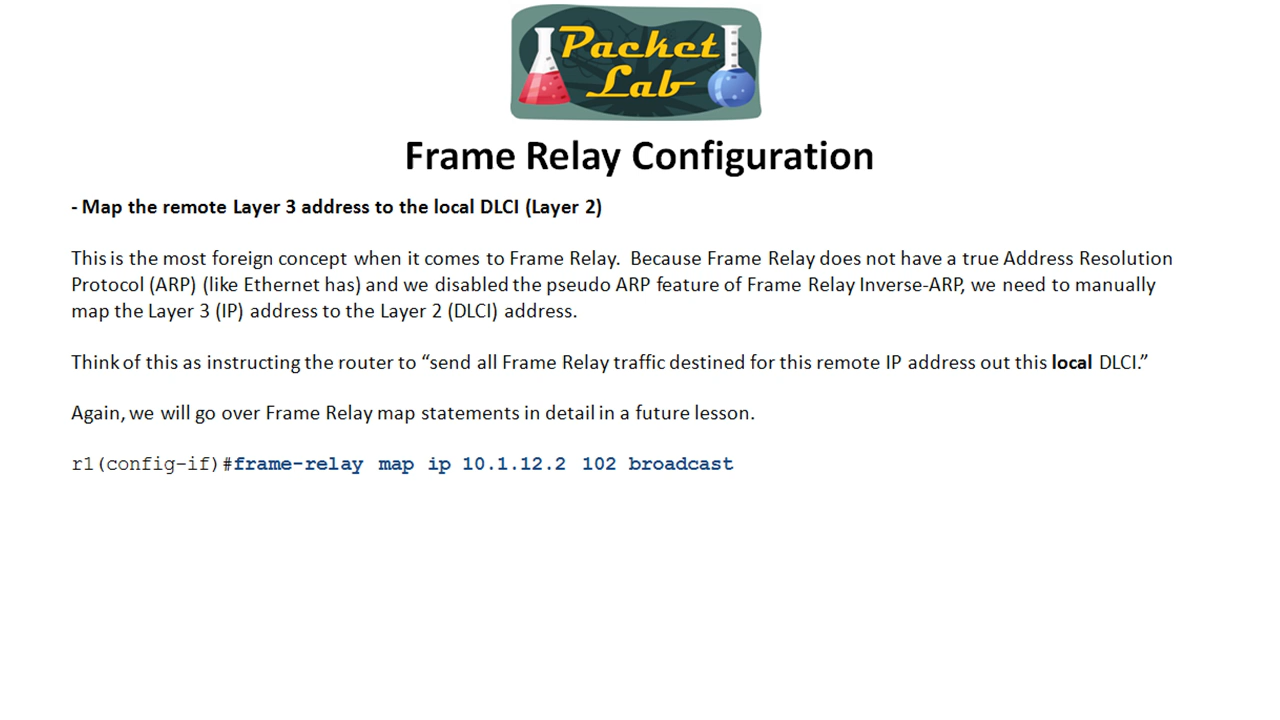 Packet
Lab
Frame Relay Configuration
- Map the remote Layer 3 address to the local DLCI (Layer 2)
This is the most foreign concept when it comes to Frame Relay.  Because Frame Relay does not have a true Address Resolution
Protocol (ARP) (like Ethernet has) and we disabled the pseudo ARP feature of Frame Relay Inverse-ARP, we need to manually
map the Layer 3 (IP) address to the Layer 2 (DLCI) address.
Think of this as instructing the router to “send all Frame Relay traffic destined for this remote IP address out this local DLCI.”
Again, we will go over Frame Relay map statements in detail in a future lesson.
r1(config-if)#frame-relay map ip 10.1.12.2 102 broadcast